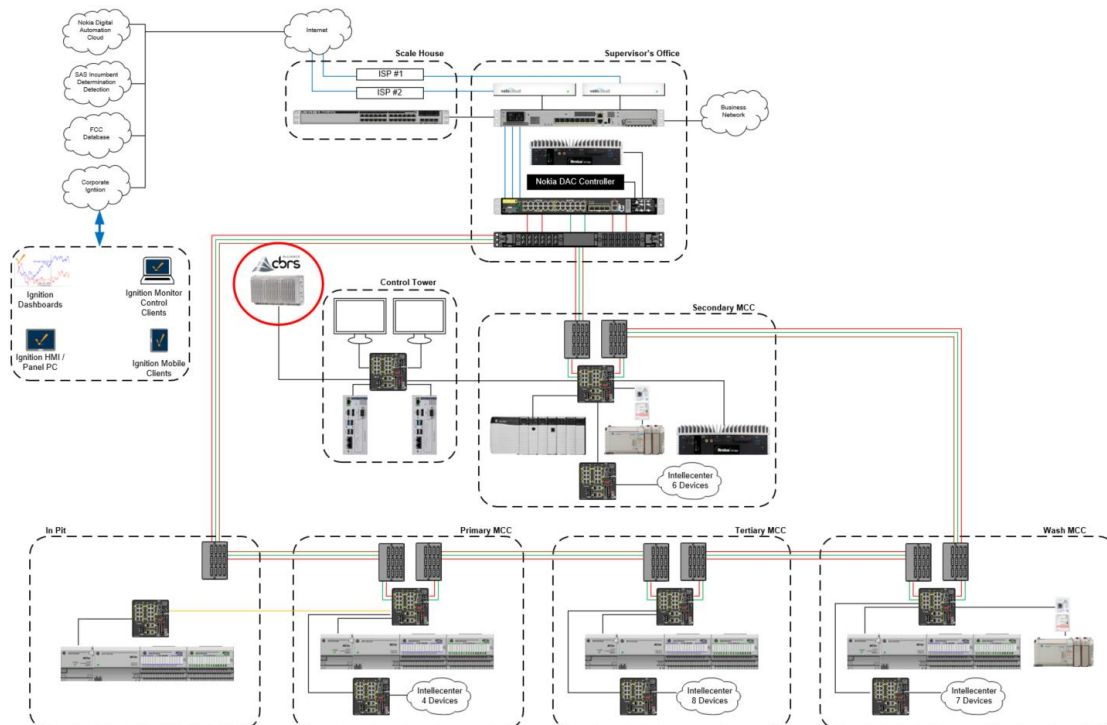 Nokia Digital
Automation
Cloud
Internet
Scale House
Supervisor's Office
ISP #1
ISP #2
SAS Incumbent
Determination
Detection
Business
Network
FCC
Database
Nokia DAC Controller
Corporate
Ignition
Ignition
Dashboards
Ignition Monitor
Control
Clients
Ignition HMI /
Panel PC
Ignition Mobile
Clients
cbrs
Control Tower
Secondary MCC
Intellecenter
6 Devices
In Pit
Primary MCC
Tertiary MCC
Wash MCC
Intellecenter
4 Devices
Intellecenter
8 Devices
Intellecenter
7 Devices